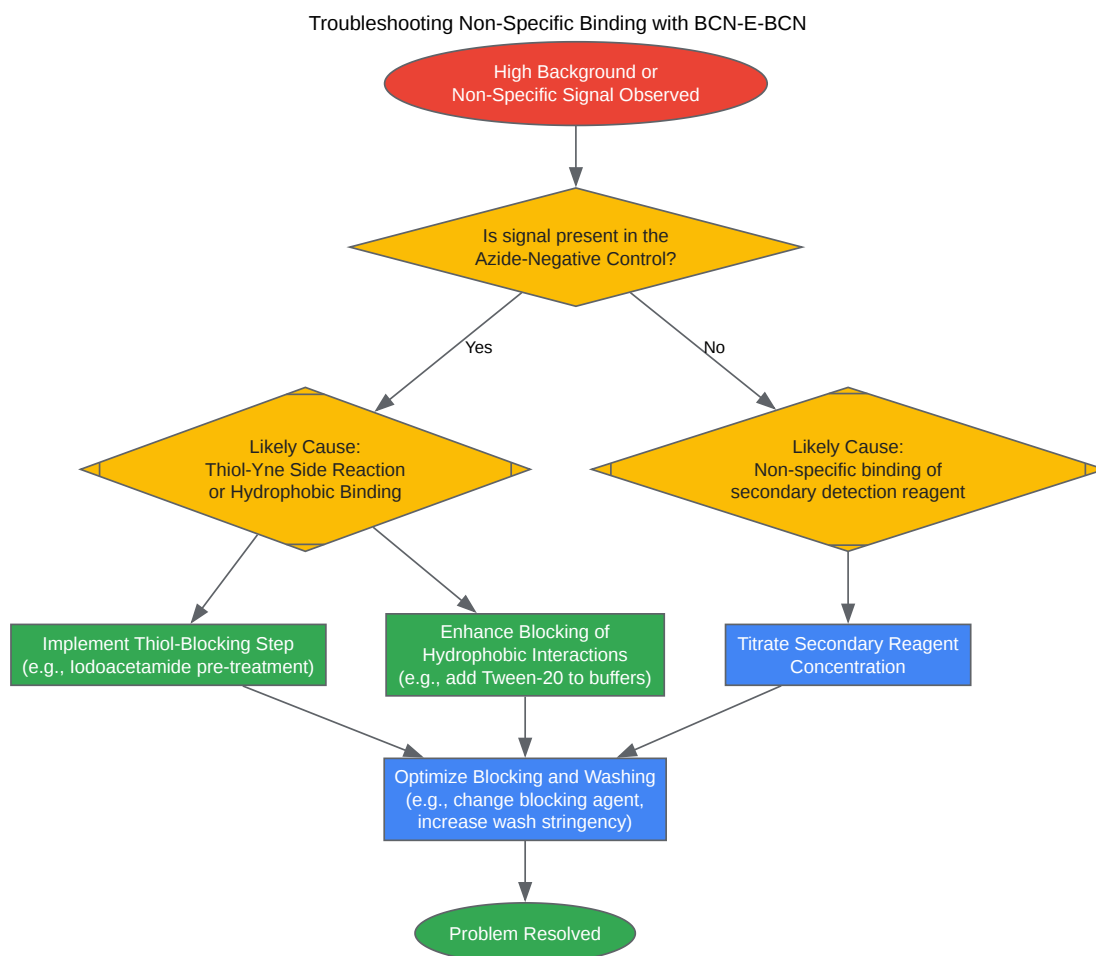 Troubleshooting Non-Specific Binding with BCN-E-BCN
High Background or
Non-Specific Signal Observed
Is signal present in the
Azide-Negative Control?
Yes
No
Likely Cause:
Thiol-Yne Side Reaction
or Hydrophobic Binding
Likely Cause:
Non-specific binding of
secondary detection reagent
Implement Thiol-Blocking Step
(e.g., Iodoacetamide pre-treatment)
Enhance Blocking of
Hydrophobic Interactions
(e.g., add Tween-20 to buffers)
Titrate Secondary Reagent
Concentration
Optimize Blocking and Washing
(e.g., change blocking agent,
increase wash stringency)
Problem Resolved